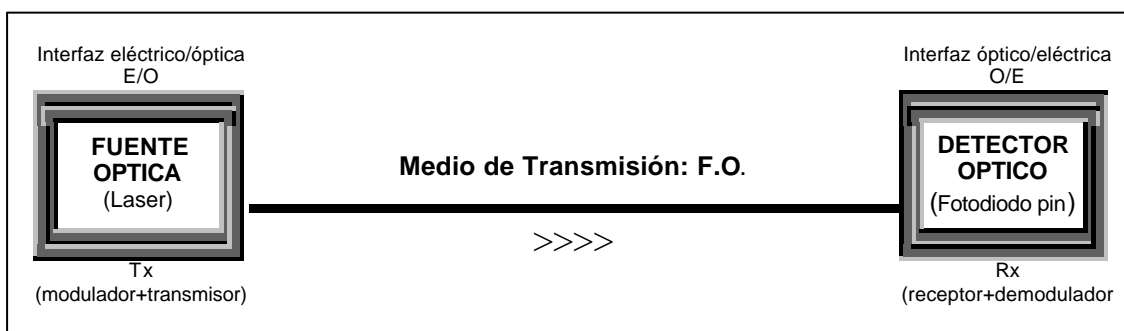 Interfaz eléctrico/óptica
E/O
FUENTE
OPTICA
(Laser)
Tx
(modulador+transmisor)
Medio de Transmisión: F.O.
>>>>
Interfaz óptico/eléctrica
O/E
DETECTOR
OPTICO
(Fotodiodo pin)
Rx
(receptor+demodulador